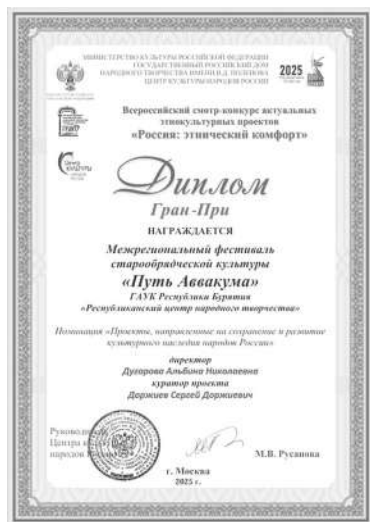 МИНИСТЕРСТВО КУЛЬТУРЫ РОССИЙСКОЙ ФЕДЕРАЦИИ
ГОСУДАРСТВЕННЫЙ РОССИЙСКИЙ ДОМ
НАРОДНОГО ТВОРЧЕСТВА ИМЕНИ В.Д. ПОЛЕНОВА
ЦЕНТР КУЛЬТУРЫ НАРОДОВ РОССИИ
2025
Всероссийский смотр-конкурс актуальных
этнокультурных проектов
«Россия: этнический комфорт»
Центр
культуры
Диплом
Гран-При
НАГРАЖДАЕТСЯ
Межрегиональный фестиваль
старообрядческой культуры
«Путь Аввакума»
ГАУК Республики Бурятия
«Республиканский центр народного творчества»
Номинация «Проекты, направленные на сохранение и развитие
культурного наследия народов России»
директор
Дугарова Альбина Николаевна
куратор проекта
Доржиев Сергей Доржиевич
Руководитель
Центра
народов
М.В. Русанова
г. Москва
2025 г.